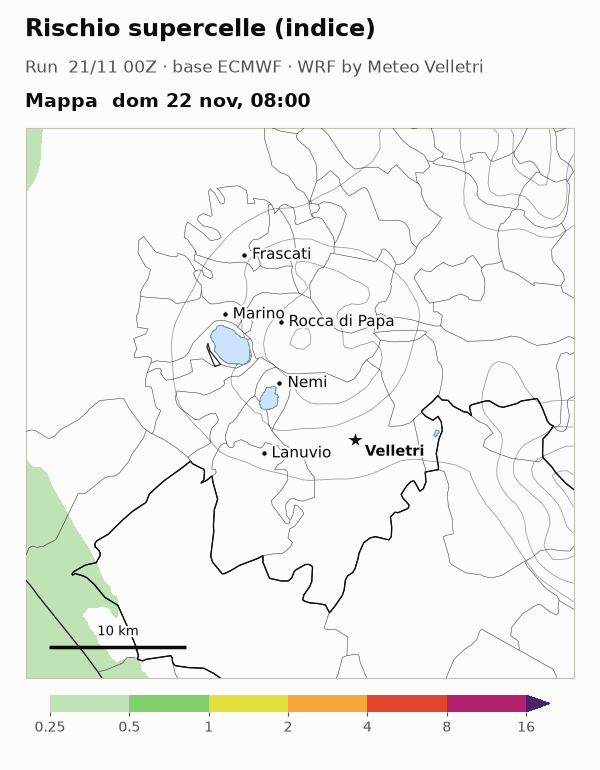 Rischio supercelle (indice)
Run  21/11 00Z · base ECMWF · WRF by Meteo Velletri
Mappa  dom 22 nov, 08:00
Frascati
Marino
Rocca di Papa
Nemi
Velletri
Lanuvio
10 km
0.25 0.5 1 2 4 8 16